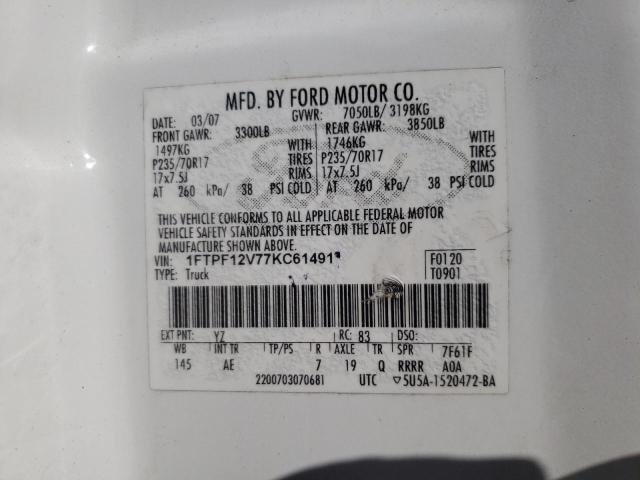 MFD. BY FORD MOTOR CO.
DATE: 03/07 GVWR: 7050LB/ 3198KG
FRONT GAWR: 3300LB REAR GAWR: 3850LB
1497KG WITH 1746KG WITH
P235/70R17 TIRES P235/70R17 TIRES
17x7.5J RIMS 17x7.5J RIMS
AT 260 kPa/ 38 PSI COLD AT 260 kPa/ 38 PSI COLD
THIS VEHICLE CONFORMS TO ALL APPLICABLE FEDERAL MOTOR
VEHICLE SAFETY STANDARDS IN EFFECT ON THE DATE OF
MANUFACTURE SHOWN ABOVE.
VIN: 1FTPF12V77KC61491 F0120
TYPE: Truck T0901
EXT PNT: YZ RC: 83 DSO:
WB INT TR TP/PS R AXLE TR SPR 7F61F
145 AE 7 19 Q RRRR AOA
2200703070681 UTC ▽5U5A-1520472-BA
Ford